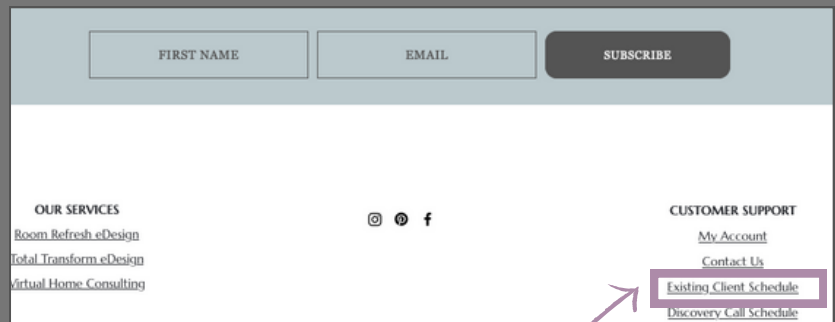 FIRST NAME
EMAIL
SUBSCRIBE
OUR SERVICES
Room Refresh eDesign
Total Transform eDesign
Virtual Home Consulting
CUSTOMER SUPPORT
My Account
Contact Us
Existing Client Schedule
Discovery Call Schedule